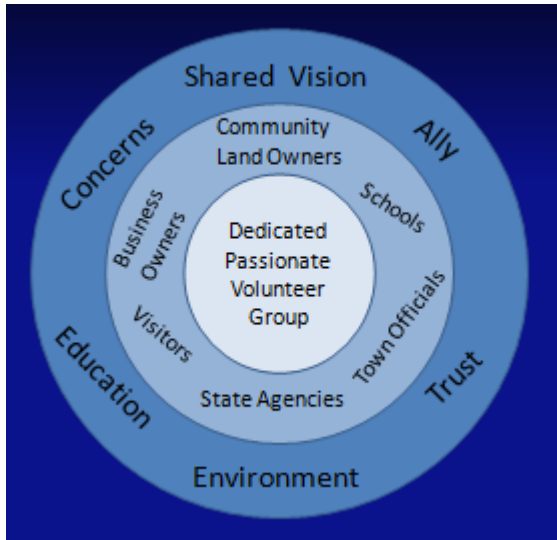 Shared Vision
Ally
Trust
Environment
Education
Concerns
Community
Land Owners
Schools
Town Officials
State Agencies
Visitors
Business
Owners
Dedicated
Passionate
Volunteer
Group